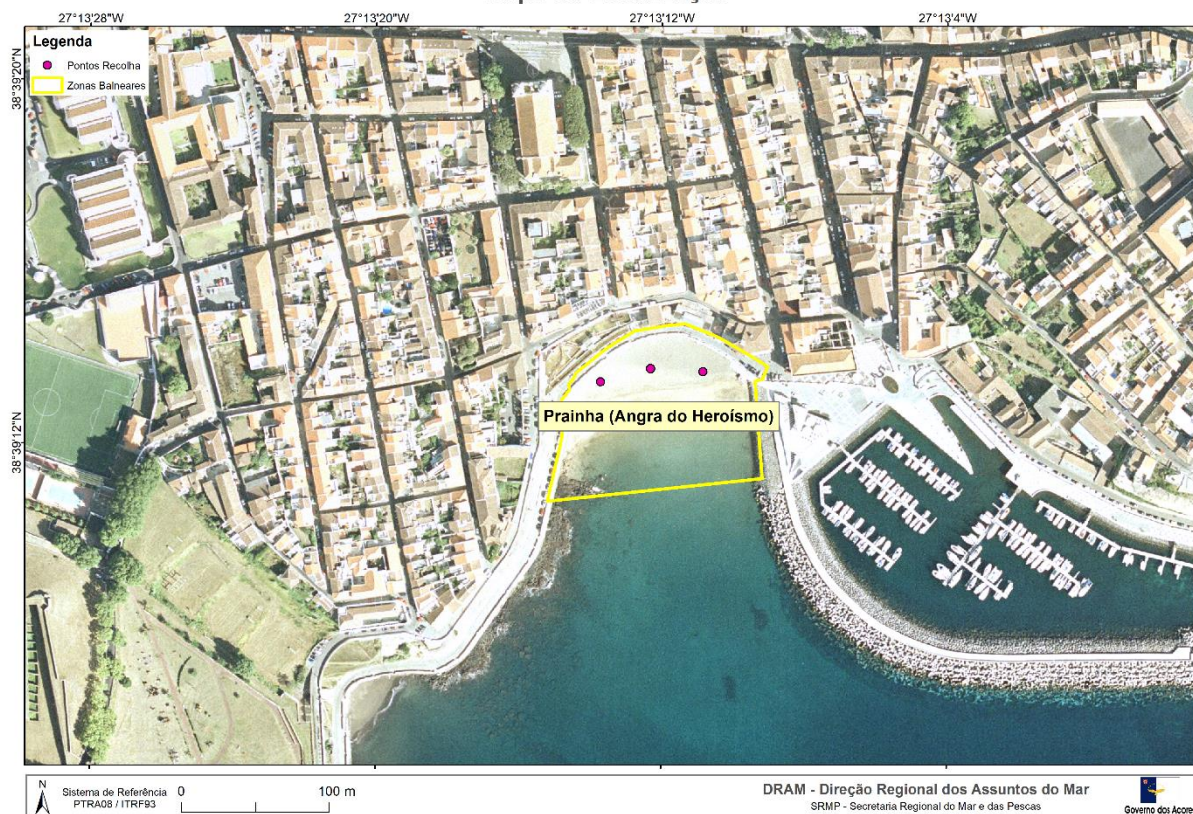 27°13'28"W 27°13'20"W 27°13'12"W 27°13'4"W
Legenda
Pontos Recolha
Zonas Balneares
38°39'20"N
Prainha (Angra do Heroísmo)
38°39'12"N
N
Sistema de Referência
PTRA08 / ITRF93
0 100 m
DRAM - Direção Regional dos Assuntos do Mar
SRMP - Secretaria Regional do Mar e das Pescas
Governo dos Açores